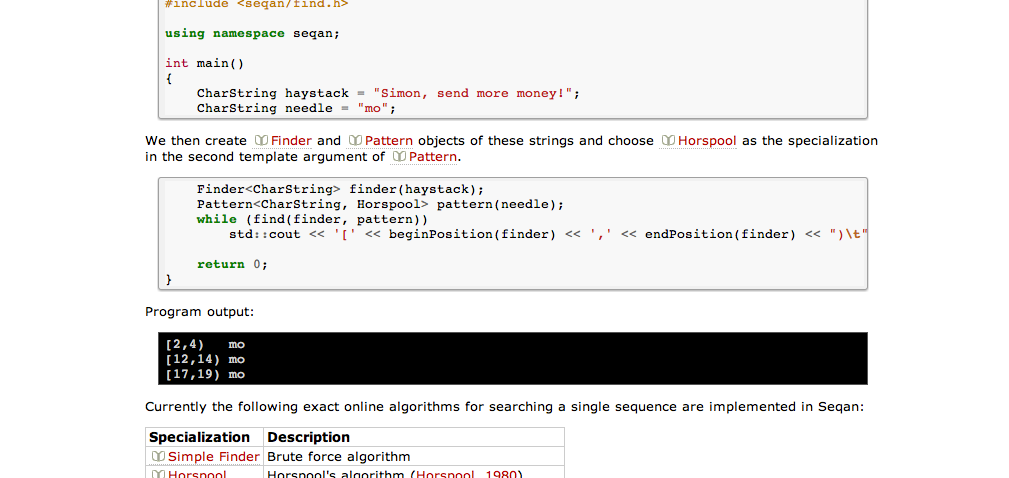 #include <seqan/find.h>
using namespace seqan;
int main()
{
CharString haystack = "Simon, send more money!";
CharString needle = "mo";
We then create Finder and Pattern objects of these strings and choose Horspool as the specialization
in the second template argument of Pattern.
Finder<CharString> finder(haystack);
Pattern<CharString, Horspool> pattern(needle);
while (find(finder, pattern))
std::cout << '[' << beginPosition(finder) << ',' << endPosition(finder) << ")\t"
return 0;
}
Program output:
[2,4) mo
[12,14) mo
[17,19) mo
Currently the following exact online algorithms for searching a single sequence are implemented in Seqan:
Specialization Description
Simple Finder Brute force algorithm
Horspool Horspool's algorithm (Horspool, 1980)